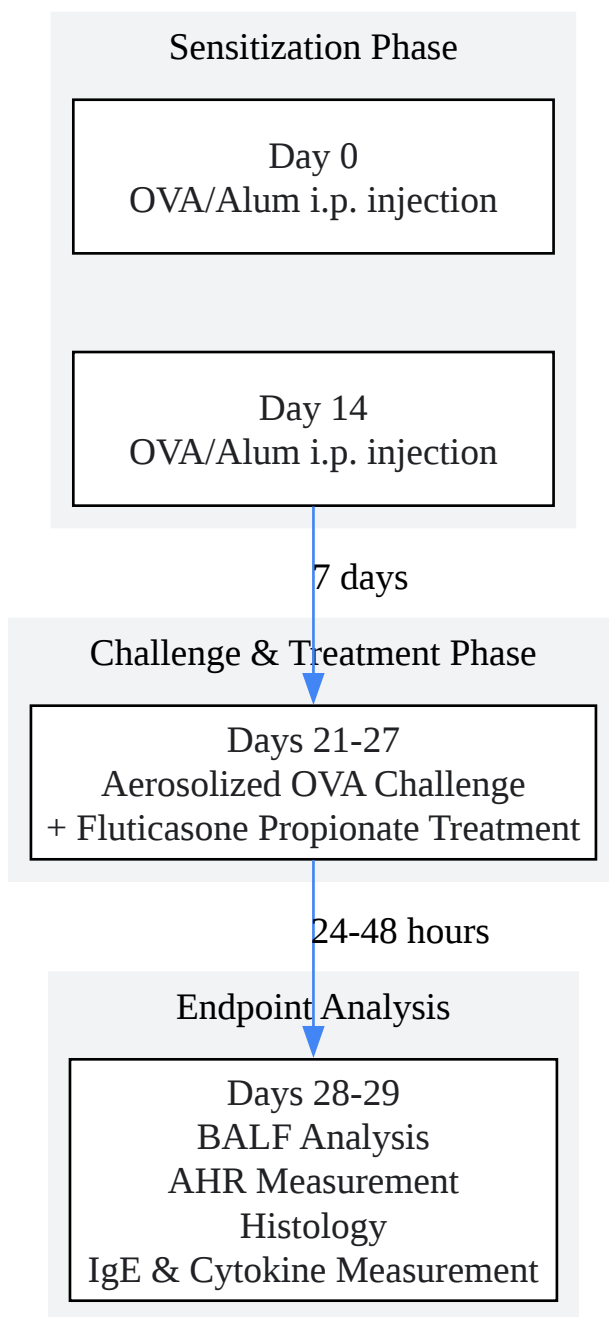 Sensitization Phase
Day 0
OVA/Alum i.p. injection
Day 14
OVA/Alum i.p. injection
7 days
Challenge & Treatment Phase
Days 21-27
Aerosolized OVA Challenge
+ Fluticasone Propionate Treatment
24-48 hours
Endpoint Analysis
Days 28-29
BALF Analysis
AHR Measurement
Histology
IgE & Cytokine Measurement